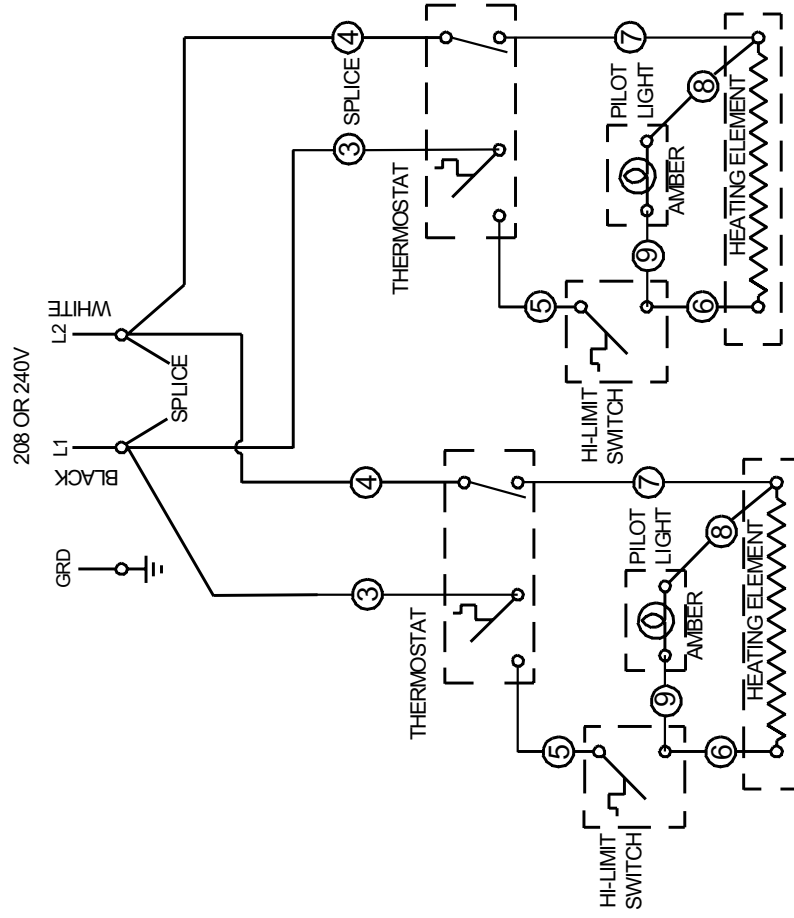 208 OR 240V
GRD
L1
BLACK
SPLICE
L2
WHITE
SPLICE
4
SPLICE
3
THERMOSTAT
7
PILOT
LIGHT
8
AMBER
9
5
HI-LIMIT
SWITCH
6
HEATING ELEMENT
4
3
THERMOSTAT
7
PILOT
LIGHT
8
AMBER
9
5
HI-LIMIT
SWITCH
6
HEATING ELEMENT